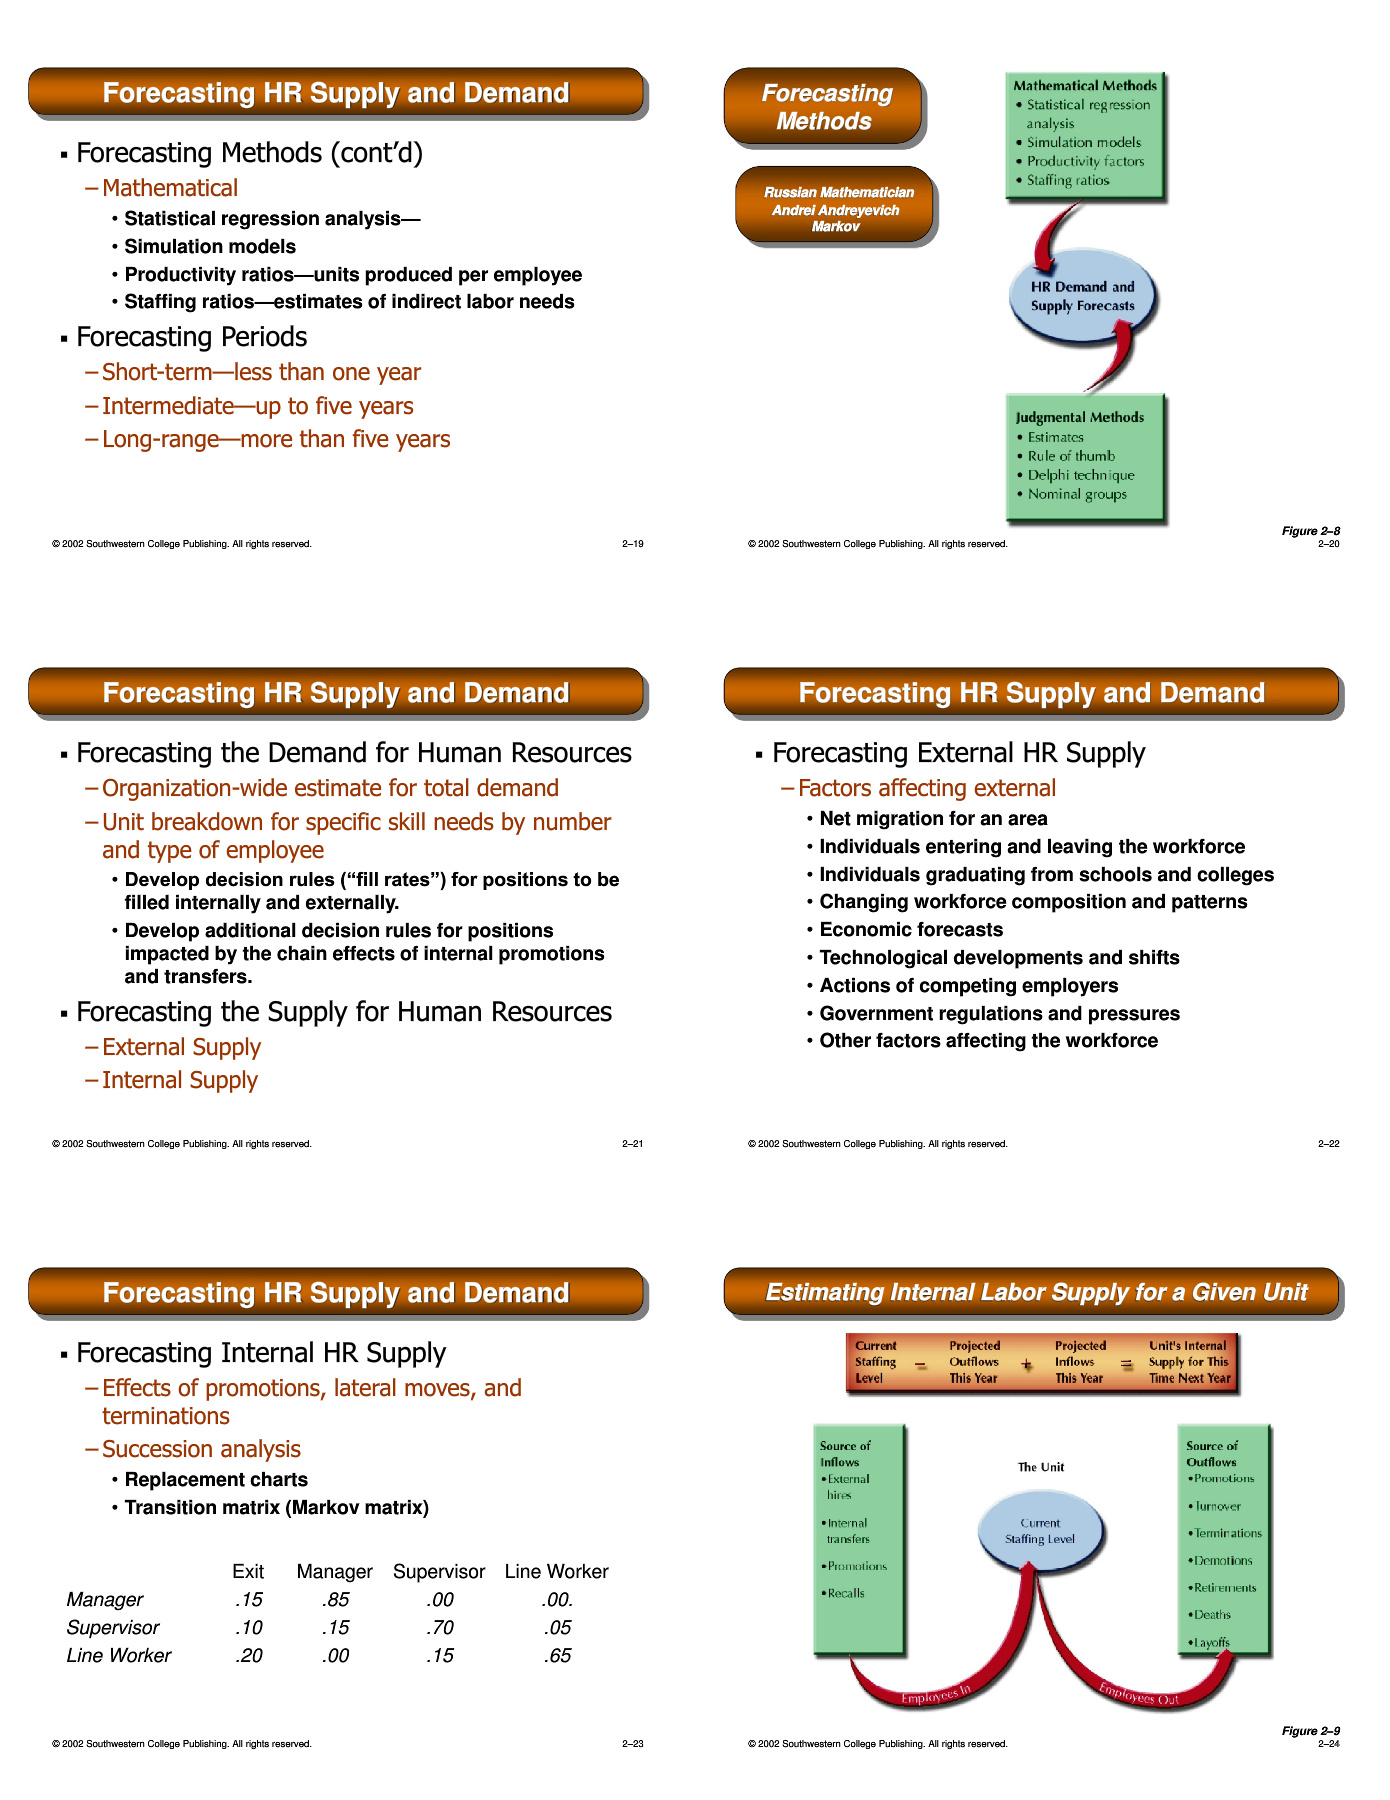 Forecasting HR Supply and Demand
▪ Forecasting Methods (cont’d)
– Mathematical
• Statistical regression analysis—
• Simulation models
• Productivity ratios—units produced per employee
• Staffing ratios—estimates of indirect labor needs
▪ Forecasting Periods
– Short-term—less than one year
– Intermediate—up to five years
– Long-range—more than five years
© 2002 Southwestern College Publishing. All rights reserved.
2–19
Forecasting
Methods
Russian Mathematician
Andrei Andreyevich
Markov
Mathematical Methods
• Statistical regression
analysis
• Simulation models
• Productivity factors
• Staffing ratios
HR Demand and
Supply Forecasts
Judgmental Methods
• Estimates
• Rule of thumb
• Delphi technique
• Nominal groups
Figure 2–8
© 2002 Southwestern College Publishing. All rights reserved.
2–20
Forecasting HR Supply and Demand
▪ Forecasting the Demand for Human Resources
– Organization-wide estimate for total demand
– Unit breakdown for specific skill needs by number
and type of employee
• Develop decision rules (“fill rates”) for positions to be
filled internally and externally.
• Develop additional decision rules for positions
impacted by the chain effects of internal promotions
and transfers.
▪ Forecasting the Supply for Human Resources
– External Supply
– Internal Supply
© 2002 Southwestern College Publishing. All rights reserved.
2–21
Forecasting HR Supply and Demand
▪ Forecasting External HR Supply
– Factors affecting external
• Net migration for an area
• Individuals entering and leaving the workforce
• Individuals graduating from schools and colleges
• Changing workforce composition and patterns
• Economic forecasts
• Technological developments and shifts
• Actions of competing employers
• Government regulations and pressures
• Other factors affecting the workforce
© 2002 Southwestern College Publishing. All rights reserved.
2–22
Forecasting HR Supply and Demand
▪ Forecasting Internal HR Supply
– Effects of promotions, lateral moves, and
terminations
– Succession analysis
• Replacement charts
• Transition matrix (Markov matrix)
Exit Manager Supervisor Line Worker
Manager .15 .85 .00 .00.
Supervisor .10 .15 .70 .05
Line Worker .20 .00 .15 .65
© 2002 Southwestern College Publishing. All rights reserved.
2–23
Estimating Internal Labor Supply for a Given Unit
Current Projected Projected Unit's Internal
Staffing – Outflows + Inflows = Supply for This
Level This Year This Year Time Next Year
Source of
Inflows
• External
hires
• Internal
transfers
• Promotions
• Recalls
The Unit
Current
Staffing Level
Source of
Outflows
• Promotions
• Turnover
• Terminations
• Demotions
• Retirements
• Deaths
• Layoffs
Employees In
Employees Out
Figure 2–9
© 2002 Southwestern College Publishing. All rights reserved.
2–24